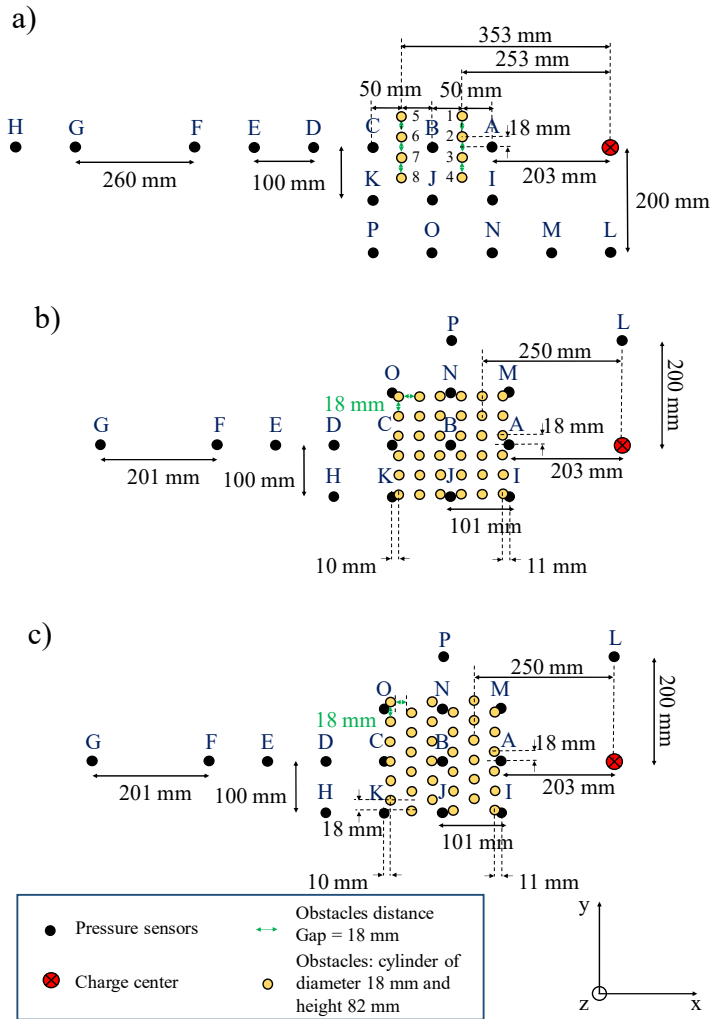 a)
353 mm
253 mm
50 mm 50 mm
H G F E D C 5 B 1 A
6 2 18 mm
7 3
260 mm 100 mm 8 4 203 mm
K J I 200 mm
P O N M L
b)
P L
250 mm
O N M 200 mm
18 mm
G F E D C B A 18 mm
201 mm 100 mm H K J I 203 mm
101 mm
10 mm 11 mm
c)
P L
250 mm
O N M 200 mm
18 mm
G F E D C B A 18 mm
201 mm 100 mm H K J I 203 mm
18 mm 101 mm
10 mm 11 mm
Pressure sensors
Obstacles distance
Gap = 18 mm
Charge center
Obstacles: cylinder of
diameter 18 mm and
height 82 mm
y
z x